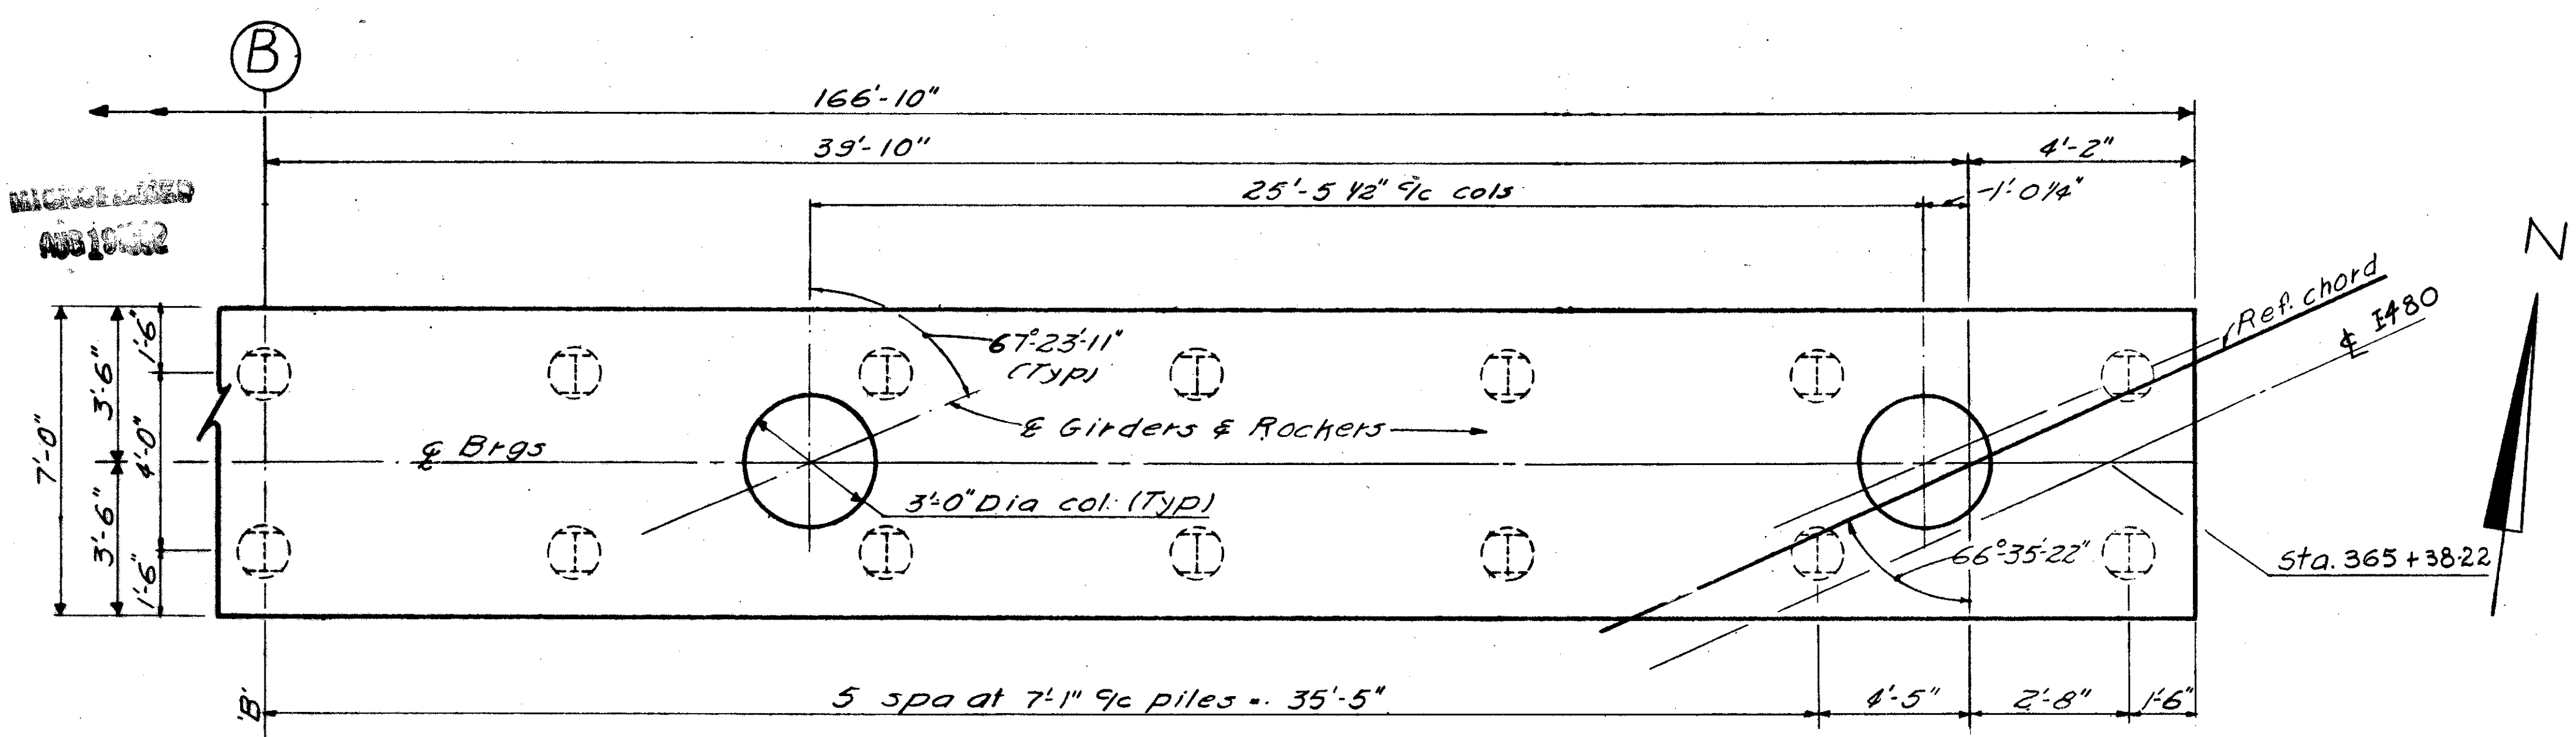 B
166'-10"
39'-10"
4'-2"
25'-5 1/2" c/c cols
1'-0 1/4"
N
Ref. chord
℄ I480
67°-23'-11"
(Typ)
℄ Girders & Rockers
℄ Brgs
3'-0" Dia col. (Typ)
66°-35'-22"
Sta. 365+38.22
7'-0"
3'-6"
3'-6"
1'-6"
4'-0"
1'-6"
'B'
5 spa at 7'-1" c/c piles = 35'-5"
4'-5"
2'-8"
1'-6"